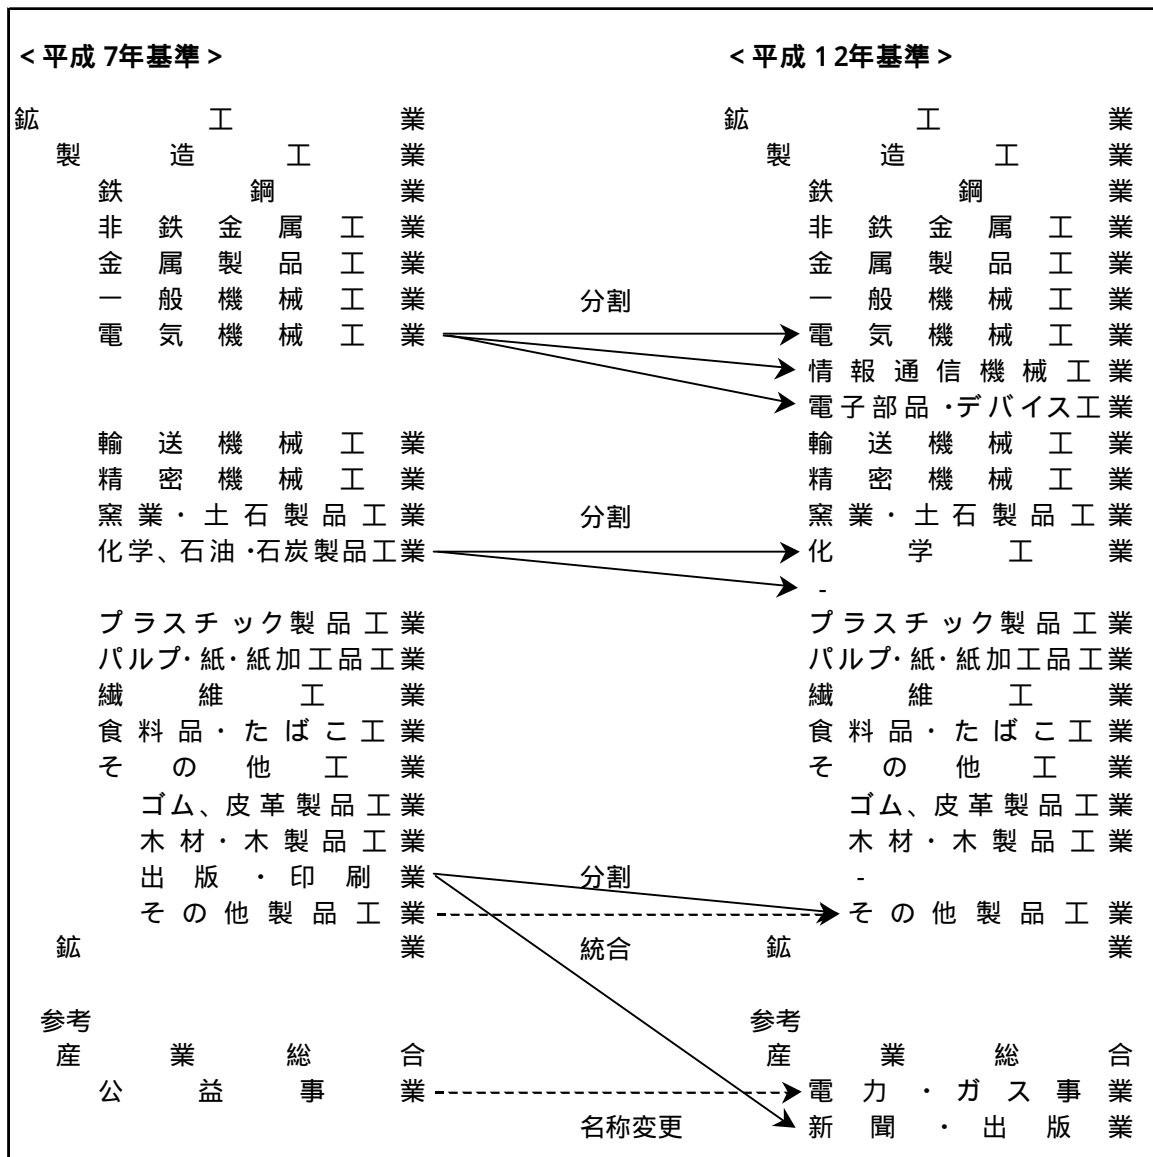 <平成7年基準> <平成12年基準>
鉱工業 鉱工業
製造工業 製造工業
鉄鋼業 鉄鋼業
非鉄金属工業 非鉄金属工業
金属製品工業 金属製品工業
一般機械工業 分割 一般機械工業
電気機械工業 電気機械工業
情報通信機械工業
電子部品・デバイス工業
輸送機械工業 輸送機械工業
精密機械工業 精密機械工業
窯業・土石製品工業 分割 窯業・土石製品工業
化学、石油・石炭製品工業 化学工業
-
プラスチック製品工業 プラスチック製品工業
パルプ・紙・紙加工品工業 パルプ・紙・紙加工品工業
繊維工業 繊維工業
食料品・たばこ工業 食料品・たばこ工業
その他工業 その他工業
ゴム、皮革製品工業 ゴム、皮革製品工業
木材・木製品工業 木材・木製品工業
出版・印刷業 分割 -
その他製品工業 その他製品工業
鉱業 統合 鉱業
参考 参考
産業総合 産業総合
公益事業 電力・ガス事業
名称変更 新聞・出版業